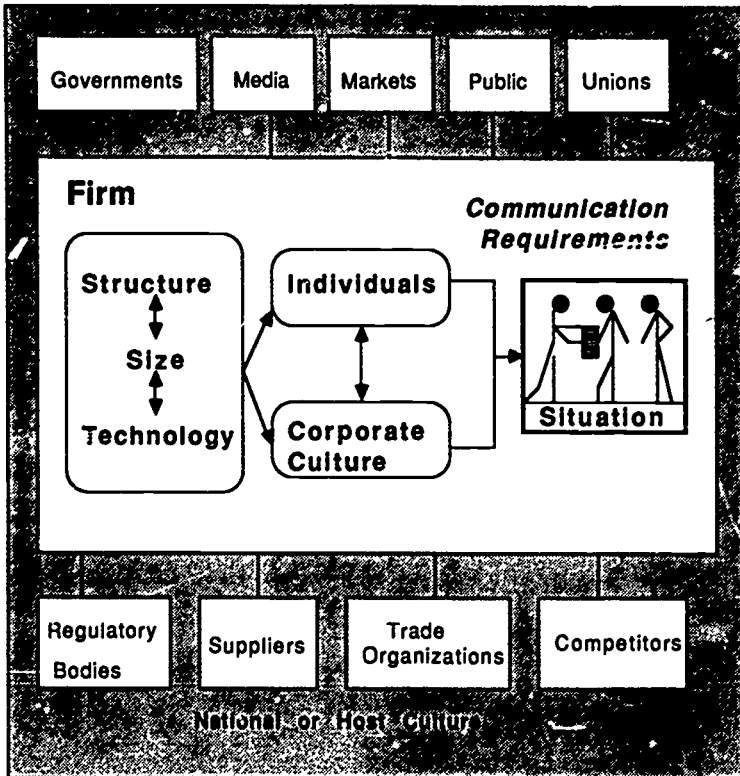 Governments
Media
Markets
Public
Unions
Firm
Communication
Requirements
Structure
Size
Technology
Individuals
Corporate
Culture
Situation
Regulatory
Bodies
Suppliers
Trade
Organizations
Competitors
National or Host Culture